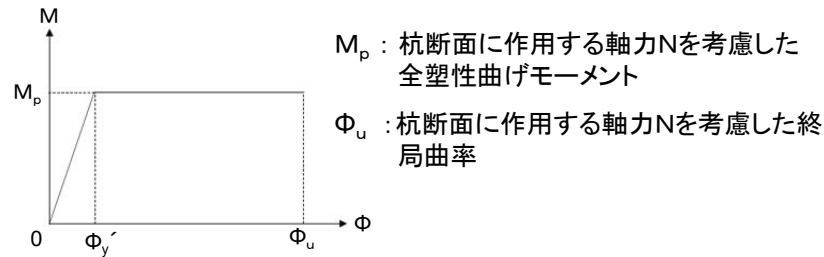 M
Mp
0
Φy´
Φu
Φ
Mp : 杭断面に作用する軸力Nを考慮した
全塑性曲げモーメント
Φu :杭断面に作用する軸力Nを考慮した終
局曲率